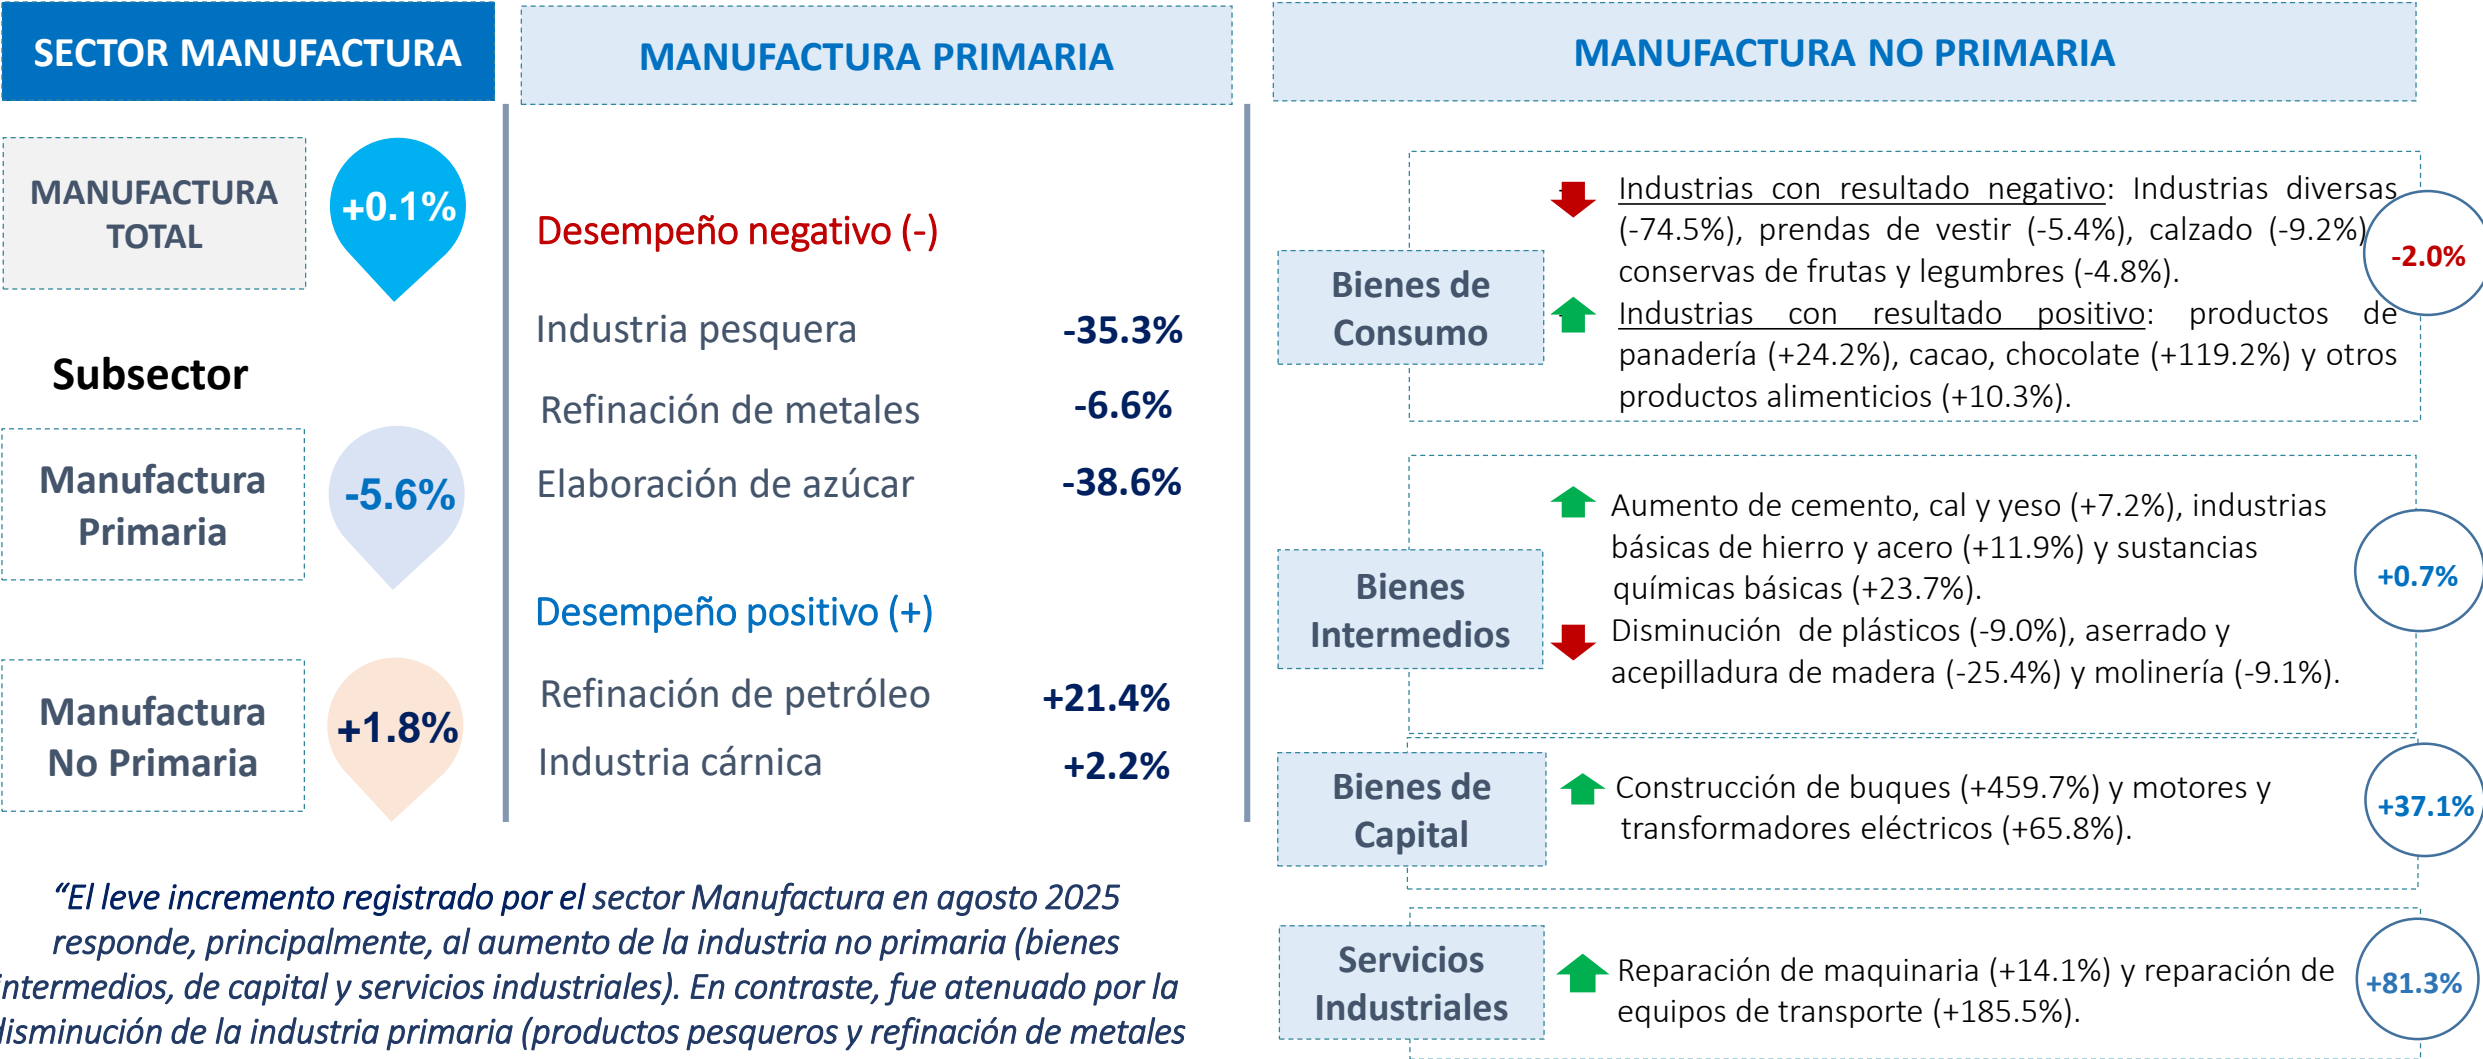 SECTOR MANUFACTURA
MANUFACTURA
TOTAL
+0.1%
Subsector
Manufactura
Primaria
-5.6%
Manufactura
No Primaria
+1.8%
MANUFACTURA PRIMARIA
Desempeño negativo (-)
Industria pesquera -35.3%
Refinación de metales -6.6%
Elaboración de azúcar -38.6%
Desempeño positivo (+)
Refinación de petróleo +21.4%
Industria cárnica +2.2%
“El leve incremento registrado por el sector Manufactura en agosto 2025
responde, principalmente, al aumento de la industria no primaria (bienes
intermedios, de capital y servicios industriales). En contraste, fue atenuado por la
disminución de la industria primaria (productos pesqueros y refinación de metales
MANUFACTURA NO PRIMARIA
Bienes de
Consumo
Industrias con resultado negativo: Industrias diversas
(-74.5%), prendas de vestir (-5.4%), calzado (-9.2%)
conservas de frutas y legumbres (-4.8%).
Industrias con resultado positivo: productos de
panadería (+24.2%), cacao, chocolate (+119.2%) y otros
productos alimenticios (+10.3%).
-2.0%
Bienes
Intermedios
Aumento de cemento, cal y yeso (+7.2%), industrias
básicas de hierro y acero (+11.9%) y sustancias
químicas básicas (+23.7%).
Disminución de plásticos (-9.0%), aserrado y
acepilladura de madera (-25.4%) y molinería (-9.1%).
+0.7%
Bienes de
Capital
Construcción de buques (+459.7%) y motores y
transformadores eléctricos (+65.8%).
+37.1%
Servicios
Industriales
Reparación de maquinaria (+14.1%) y reparación de
equipos de transporte (+185.5%).
+81.3%